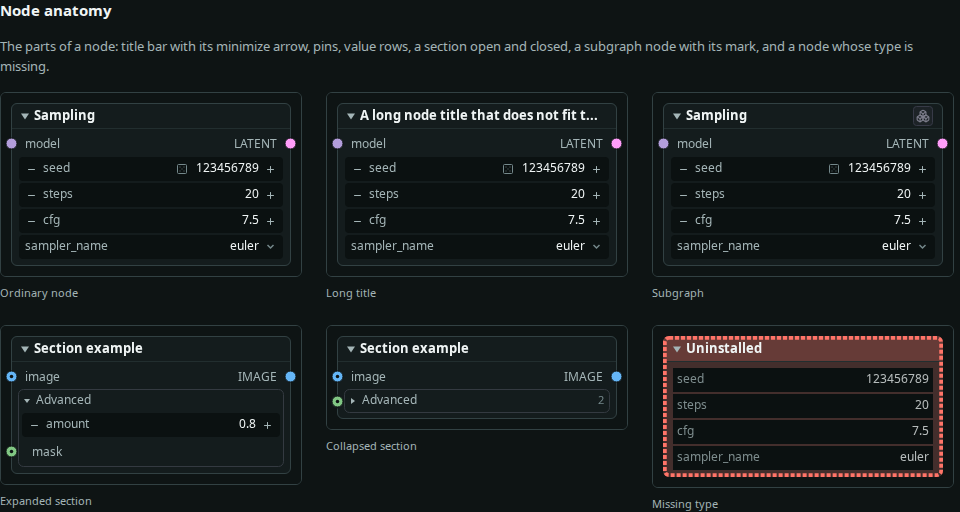 Node anatomy
The parts of a node: title bar with its minimize arrow, pins, value rows, a section open and closed, a subgraph node with its mark, and a node whose type is
missing.
Sampling
model LATENT
– seed 123456789 +
– steps 20 +
– cfg 7.5 +
sampler_name euler
Ordinary node
A long node title that does not fit t...
model LATENT
– seed 123456789 +
– steps 20 +
– cfg 7.5 +
sampler_name euler
Long title
Sampling
model LATENT
– seed 123456789 +
– steps 20 +
– cfg 7.5 +
sampler_name euler
Subgraph
Section example
image IMAGE
Advanced
– amount 0.8 +
mask
Expanded section
Section example
image IMAGE
Advanced 2
Collapsed section
Uninstalled
seed 123456789
steps 20
cfg 7.5
sampler_name euler
Missing type